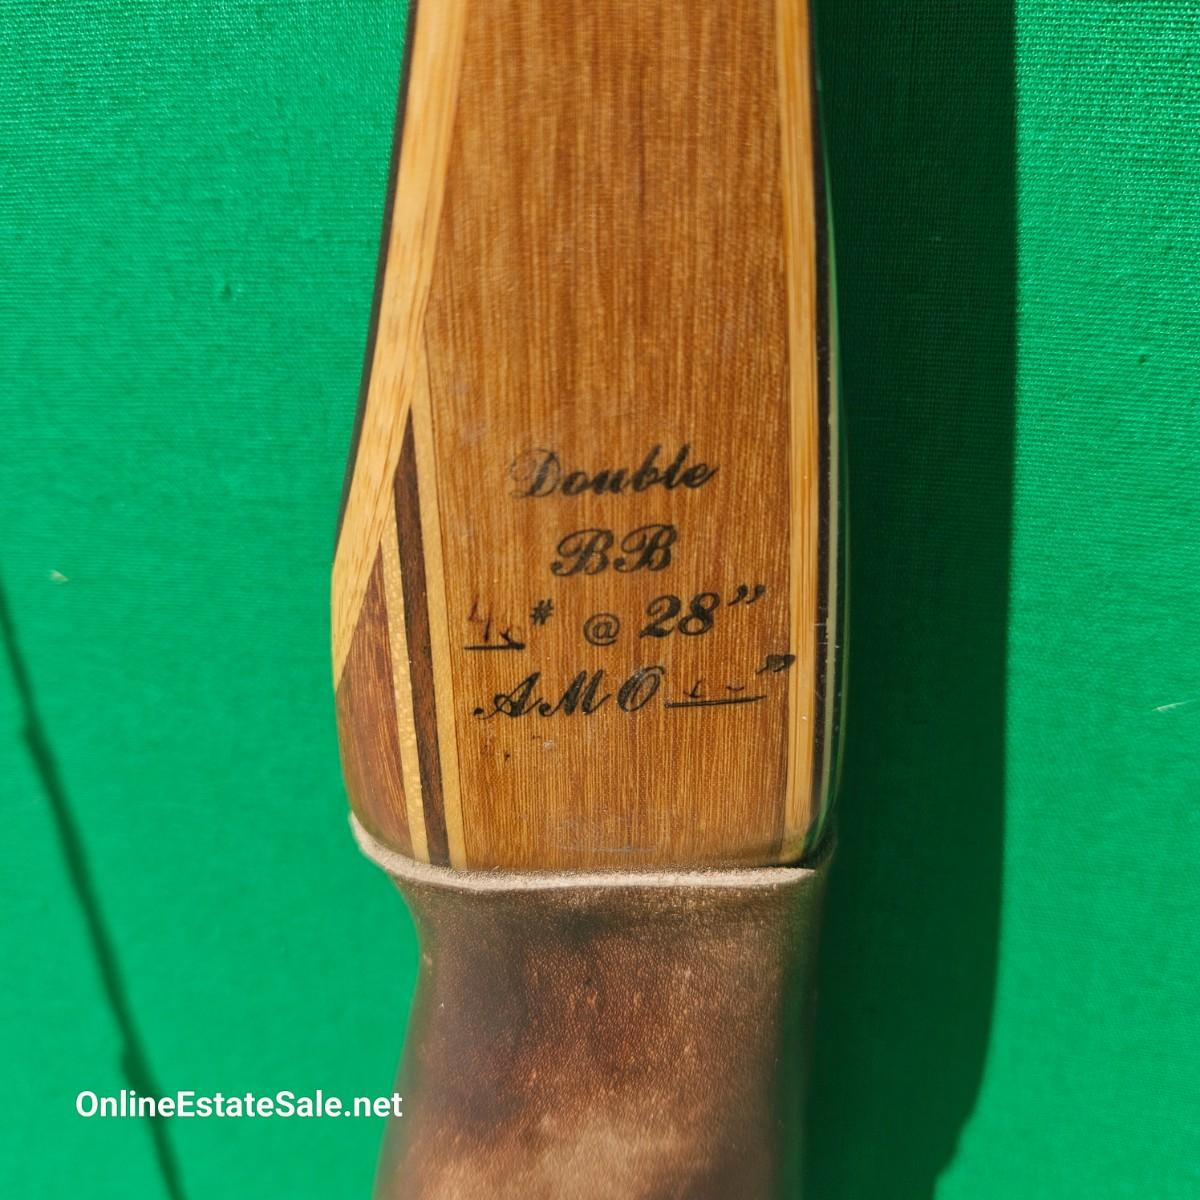 Double
BB
# @ 28”
AMO ”
OnlineEstateSale.net